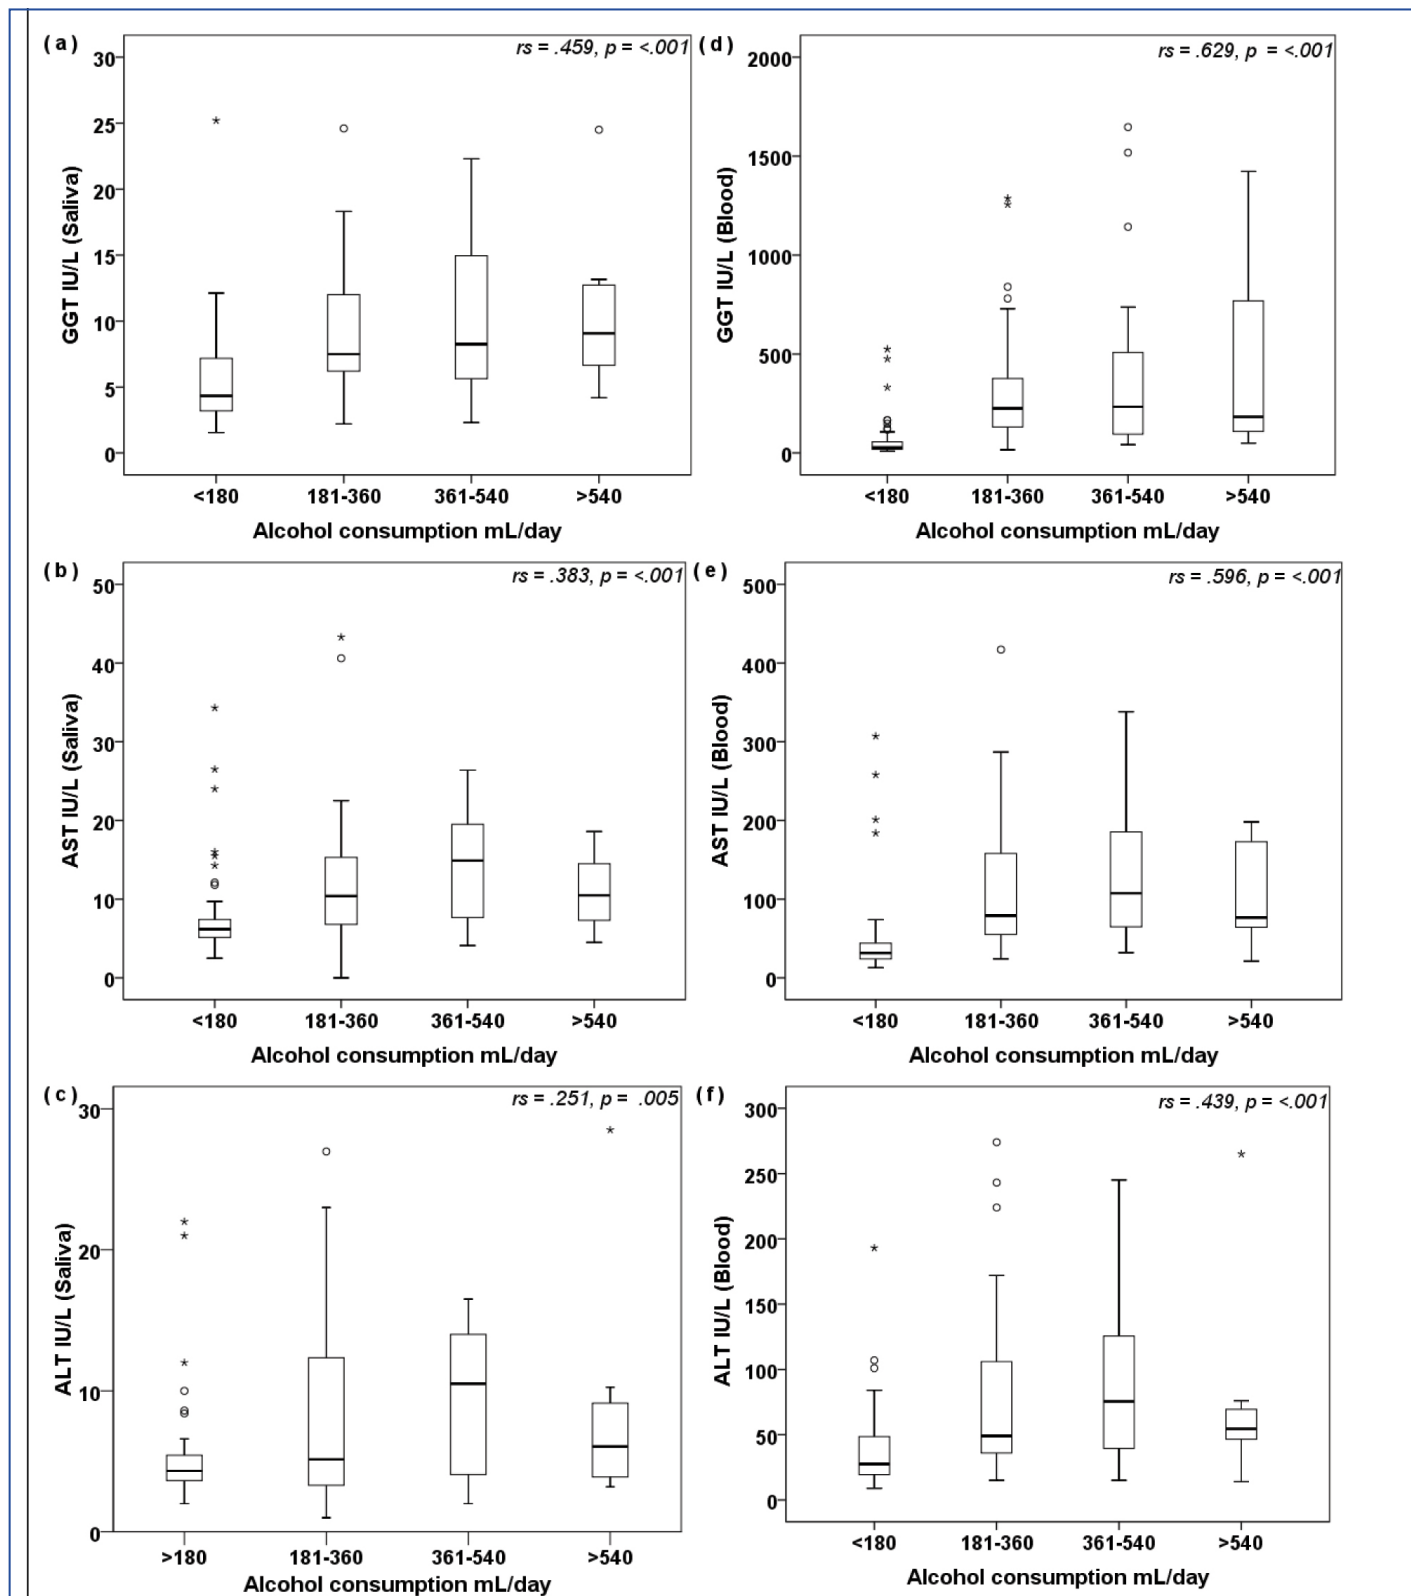 (a)
rs = .459, p = <.001
30
25
20
15
10
5
0
GGT IU/L (Saliva)
<180 181-360 361-540 >540
Alcohol consumption mL/day
(d)
rs = .629, p = <.001
2000
1500
1000
500
0
GGT IU/L (Blood)
<180 181-360 361-540 >540
Alcohol consumption mL/day
(b)
rs = .383, p = <.001
50
40
30
20
10
0
AST IU/L (Saliva)
<180 181-360 361-540 >540
Alcohol consumption mL/day
(e)
rs = .596, p = <.001
500
400
300
200
100
0
AST IU/L (Blood)
<180 181-360 361-540 >540
Alcohol consumption mL/day
(c)
rs = .251, p = .005
30
20
10
0
ALT IU/L (Saliva)
>180 181-360 361-540 >540
Alcohol consumption mL/day
(f)
rs = .439, p = <.001
300
250
200
150
100
50
0
ALT IU/L (Blood)
<180 181-360 361-540 >540
Alcohol consumption mL/day